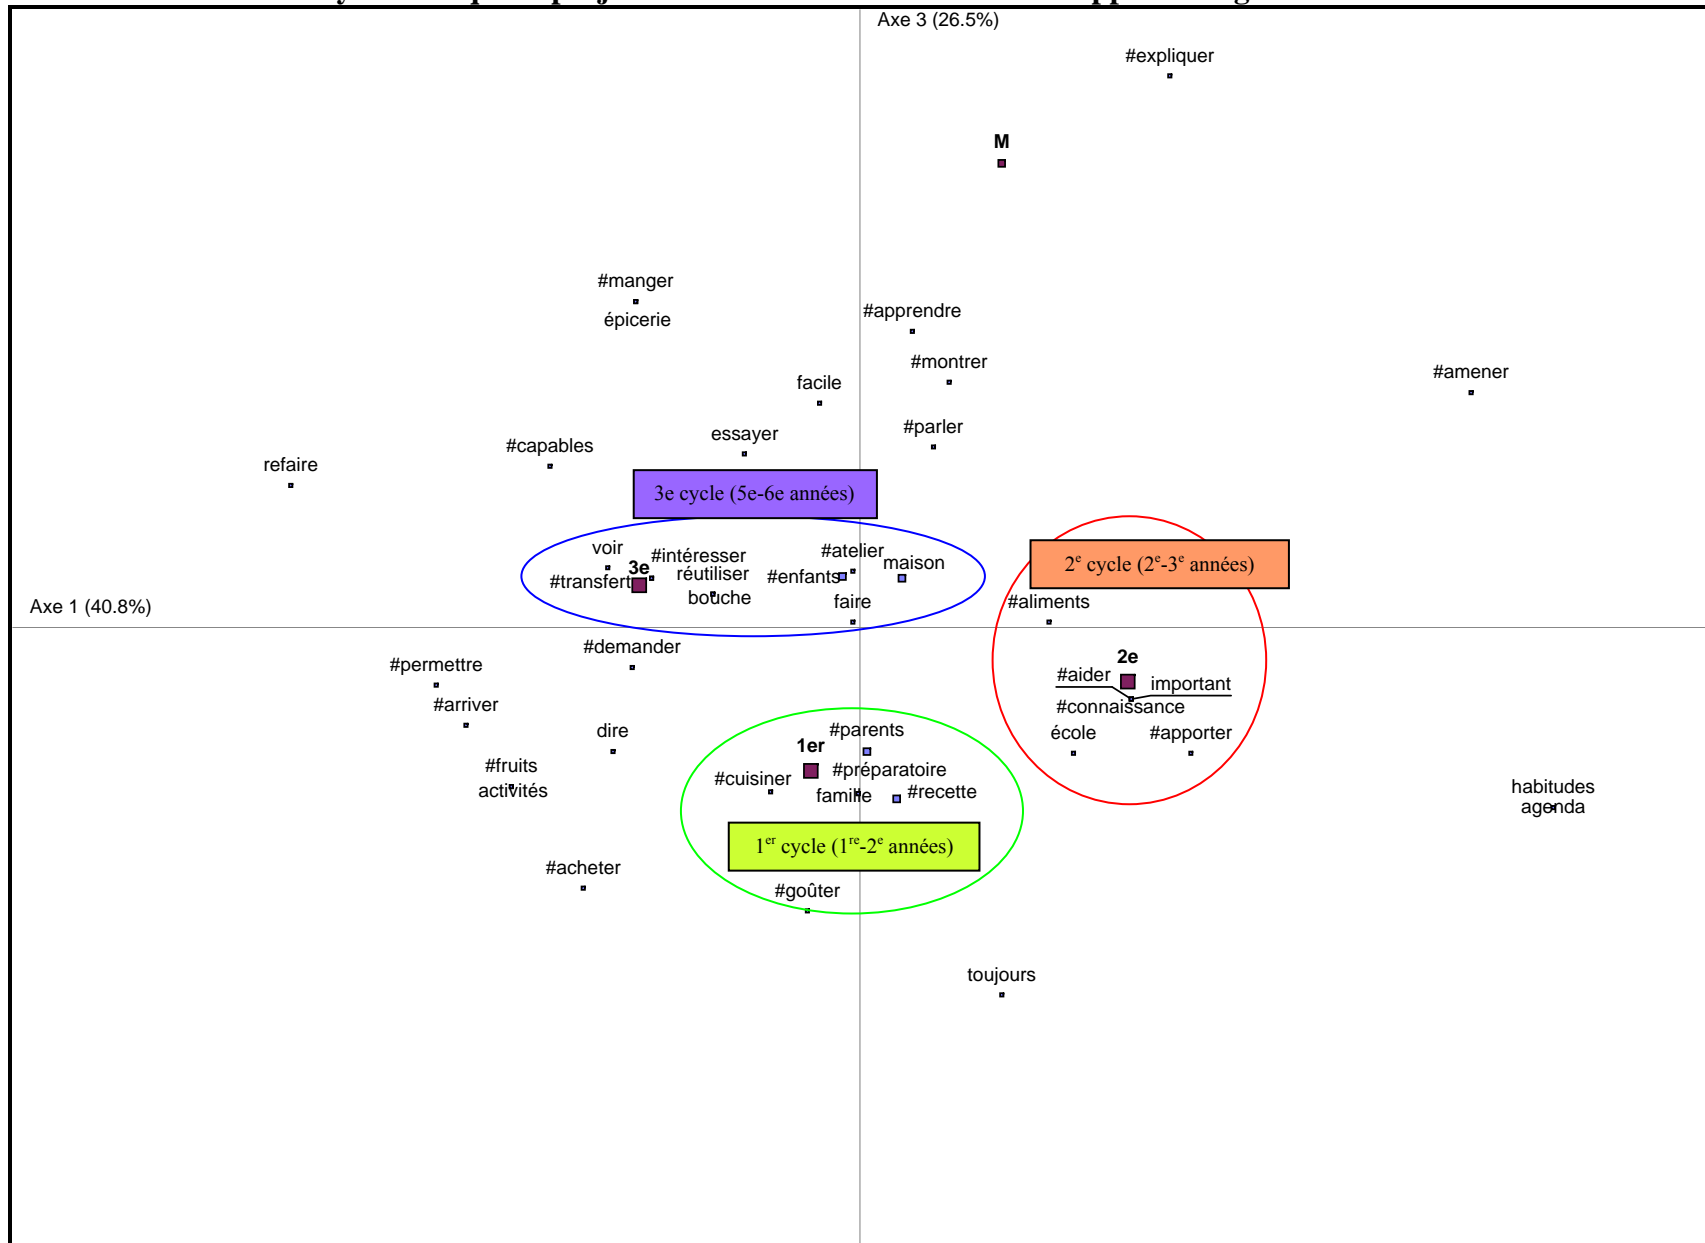 Axe 3 (26.5%)
#expliquer
M
#manger
épicerie
#apprendre
#montrer
#amener
facile
#parler
essayer
#capables
refaire
3e cycle (5e-6e années)
voir
#intéresser
#atelier
maison
2e cycle (2e-3e années)
3e
#transfert
réutiliser
#enfants
bouche
faire
#aliments
Axe 1 (40.8%)
#demander
#permettre
2e
#aider
important
#connaissance
#arriver
dire
#parents
école
#apporter
1er
#fruits
activités
#cuisiner
#préparatoire
famille
#recette
habitudes
agenda
1er cycle (1re-2e années)
#acheter
#goûter
toujours